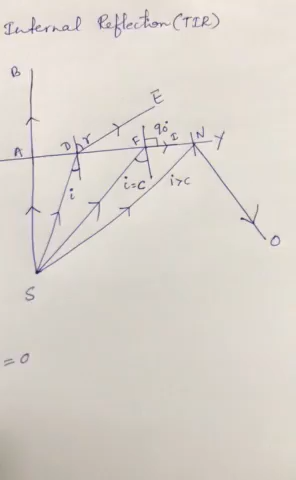 Internal Reflection (TIR)
B
E
90°
A D r F I N Y
i i=c i>c
O
S
=0